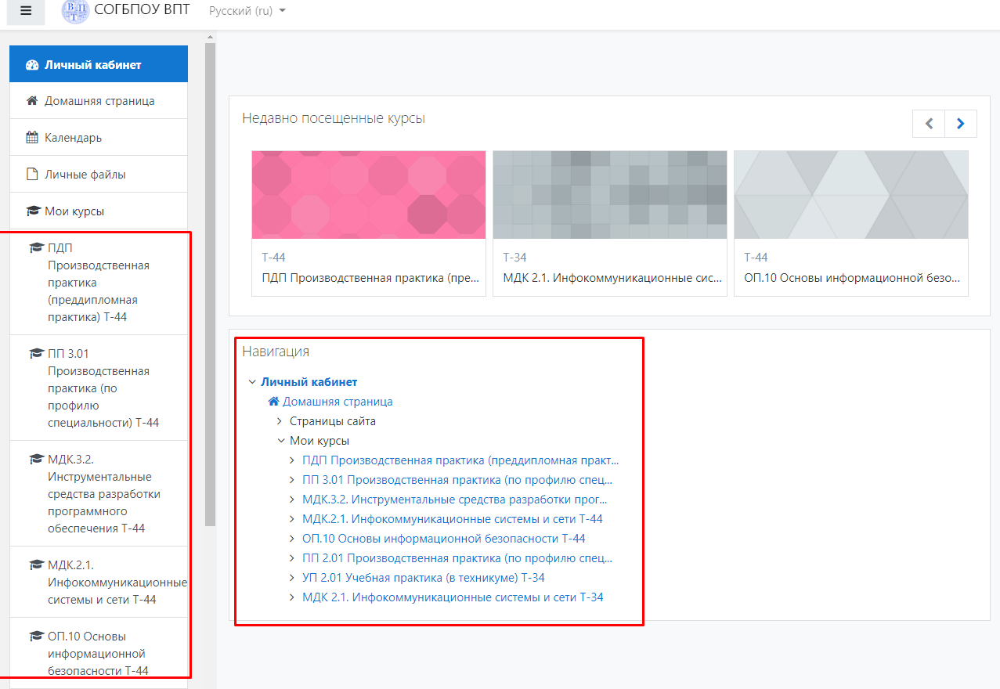 СОГБПОУ ВПТ Русский (ru)
Личный кабинет
Домашняя страница
Календарь
Личные файлы
Мои курсы
ПДП
Производственная
практика
(преддипломная
практика) Т-44
ПП 3.01
Производственная
практика (по
профилю
специальности) Т-44
МДК.3.2.
Инструментальные
средства разработки
программного
обеспечения Т-44
МДК.2.1.
Инфокоммуникационные
системы и сети Т-44
ОП.10 Основы
информационной
безопасности Т-44
Недавно посещенные курсы
Т-44
ПДП Производственная практика (пре...
Т-34
МДК 2.1. Инфокоммуникационные сис...
Т-44
ОП.10 Основы информационной безо...
Навигация
Личный кабинет
Домашняя страница
Страницы сайта
Мои курсы
ПДП Производственная практика (преддипломная практ...
ПП 3.01 Производственная практика (по профилю спец...
МДК.3.2. Инструментальные средства разработки прог...
МДК.2.1. Инфокоммуникационные системы и сети Т-44
ОП.10 Основы информационной безопасности Т-44
ПП 2.01 Производственная практика (по профилю спец...
УП 2.01 Учебная практика (в техникуме) Т-34
МДК 2.1. Инфокоммуникационные системы и сети Т-34